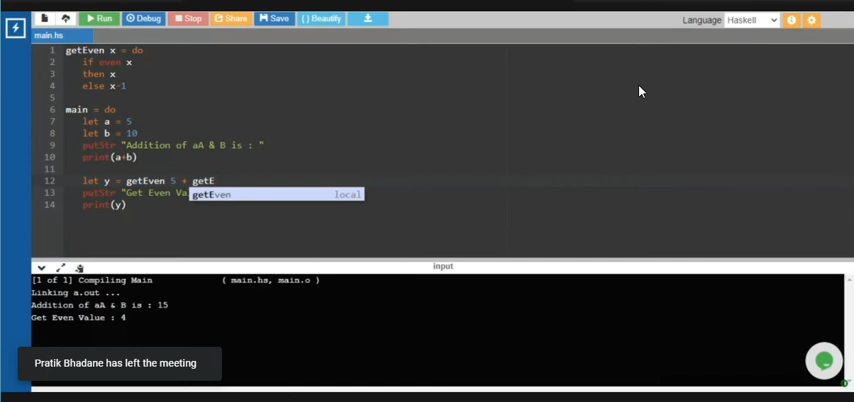 Run Debug Stop Share Save { } Beautify Language Haskell
main.hs
1 getEven x = do
2 if even x
3 then x
4 else x-1
5
6 main = do
7 let a = 5
8 let b = 10
9 putStr "Addition of aA & B is : "
10 print(a+b)
11
12 let y = getEven 5 + getE
13 putStr "Get Even Va
getEven local
14 print(y)
input
[1 of 1] Compiling Main ( main.hs, main.o )
Linking a.out ...
Addition of aA & B is : 15
Get Even Value : 4
Pratik Bhadane has left the meeting